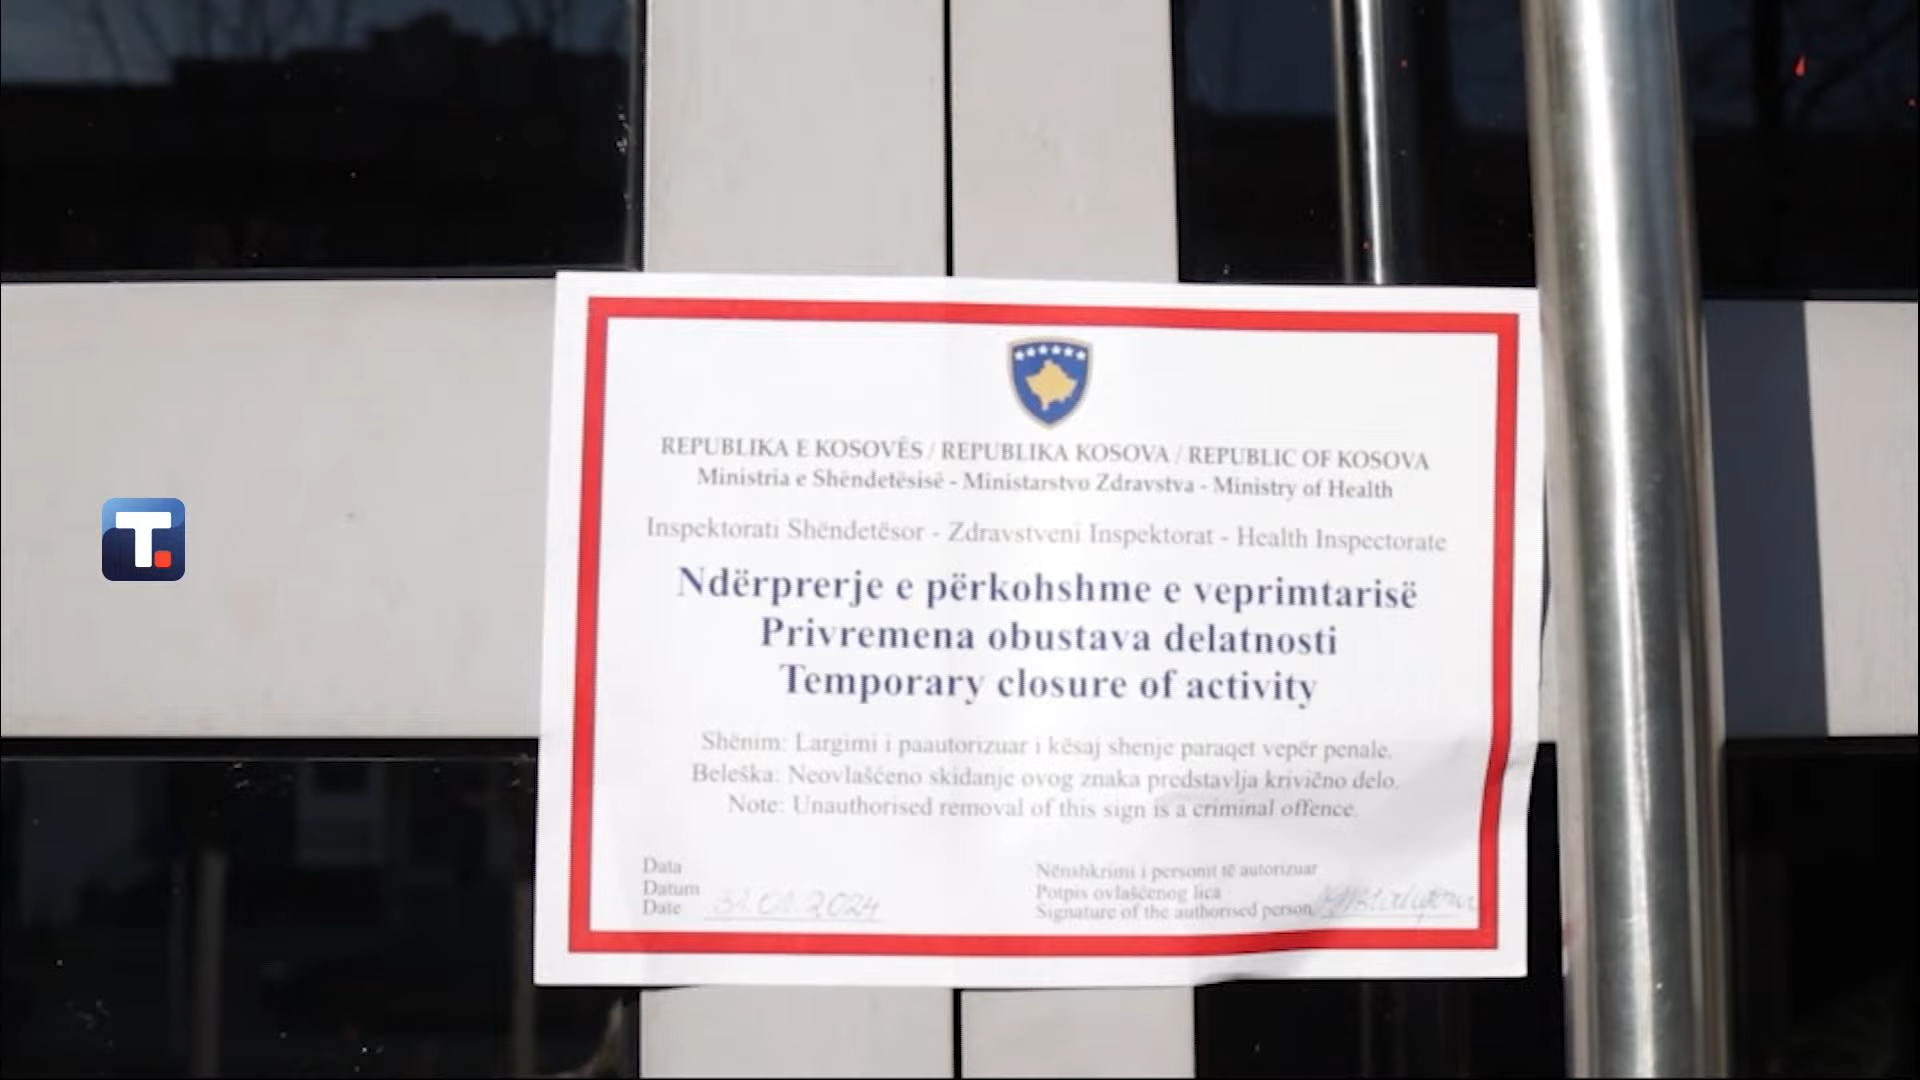 T.
REPUBLIKA E KOSOVËS / REPUBLIKA KOSOVA / REPUBLIC OF KOSOVA
Ministria e Shëndetësisë - Ministarstvo Zdravstva - Ministry of Health
Inspektorati Shëndetësor - Zdravstveni Inspektorat - Health Inspectorate
Ndërprerje e përkohshme e veprimtarisë
Privremena obustava delatnosti
Temporary closure of activity
Shënim: Largimi i paautorizuar i kësaj shenje paraqet vepër penale.
Beleška: Neovlašćeno skidanje ovog znaka predstavlja krivično delo.
Note: Unauthorised removal of this sign is a criminal offence.
Data
Datum
Date
Nënshkrimi i personit të autorizuar
Potpis ovlašćenog lica
Signature of the authorised person